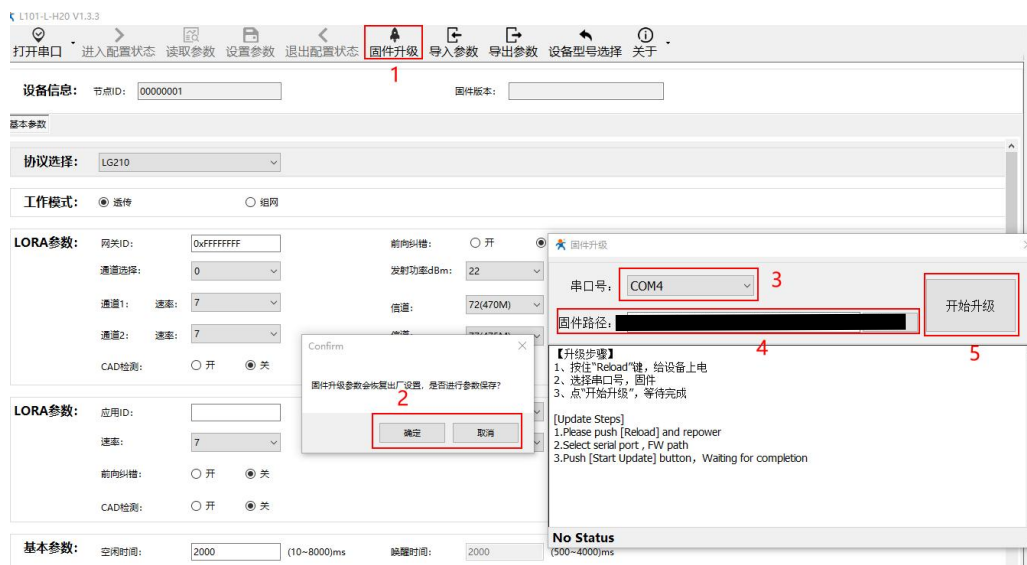 L101-L-H20 V1.3.3
打开串口 进入配置状态 读取参数 设置参数 退出配置状态 固件升级 导入参数 导出参数 设备型号选择 关于
1
设备信息: 节点ID: 00000001 固件版本:
基本参数
协议选择: LG210
工作模式: 透传 组网
LORA参数: 网关ID: 0xFFFFFFFF 前向纠错: 开
通道选择: 0 发射功率dBm: 22
通道1: 速率: 7 信道: 72(470M)
通道2: 速率: 7
CAD检测: 开 关
Confirm
固件升级参数会恢复出厂设置，是否进行参数保存?
2
确定 取消
固件升级
串口号: COM4 3
开始升级
固件路径:
4
5
【升级步骤】
1、按住"Reload"键，给设备上电
2、选择串口号，固件
3、点"开始升级"，等待完成
[Update Steps]
1.Please push [Reload] and repower
2.Select serial port , FW path
3.Push [Start Update] button，Waiting for completion
No Status
LORA参数: 应用ID:
速率: 7
前向纠错: 开 关
CAD检测: 开 关
基本参数: 空闲时间: 2000 (10~8000)ms 唤醒时间: 2000 (500~4000)ms